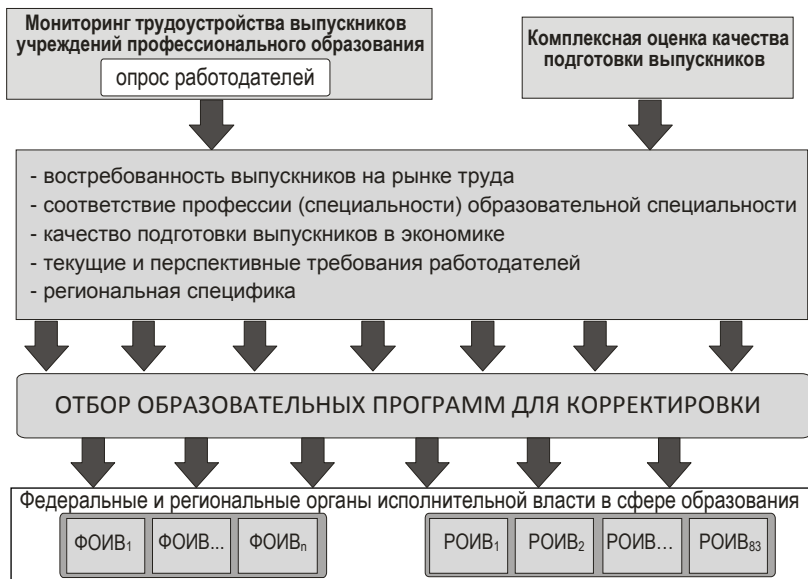 Мониторинг трудоустройства выпускников
учреждений профессионального образования
опрос работодателей
Комплексная оценка качества
подготовки выпускников
- востребованность выпускников на рынке труда
- соответствие профессии (специальности) образовательной специальности
- качество подготовки выпускников в экономике
- текущие и перспективные требования работодателей
- региональная специфика
ОТБОР ОБРАЗОВАТЕЛЬНЫХ ПРОГРАММ ДЛЯ КОРРЕКТИРОВКИ
Федеральные и региональные органы исполнительной власти в сфере образования
ФОИВ₁ ФОИВ... ФОИВₙ РОИВ₁ РОИВ₂ РОИВ... РОИВ₈₃